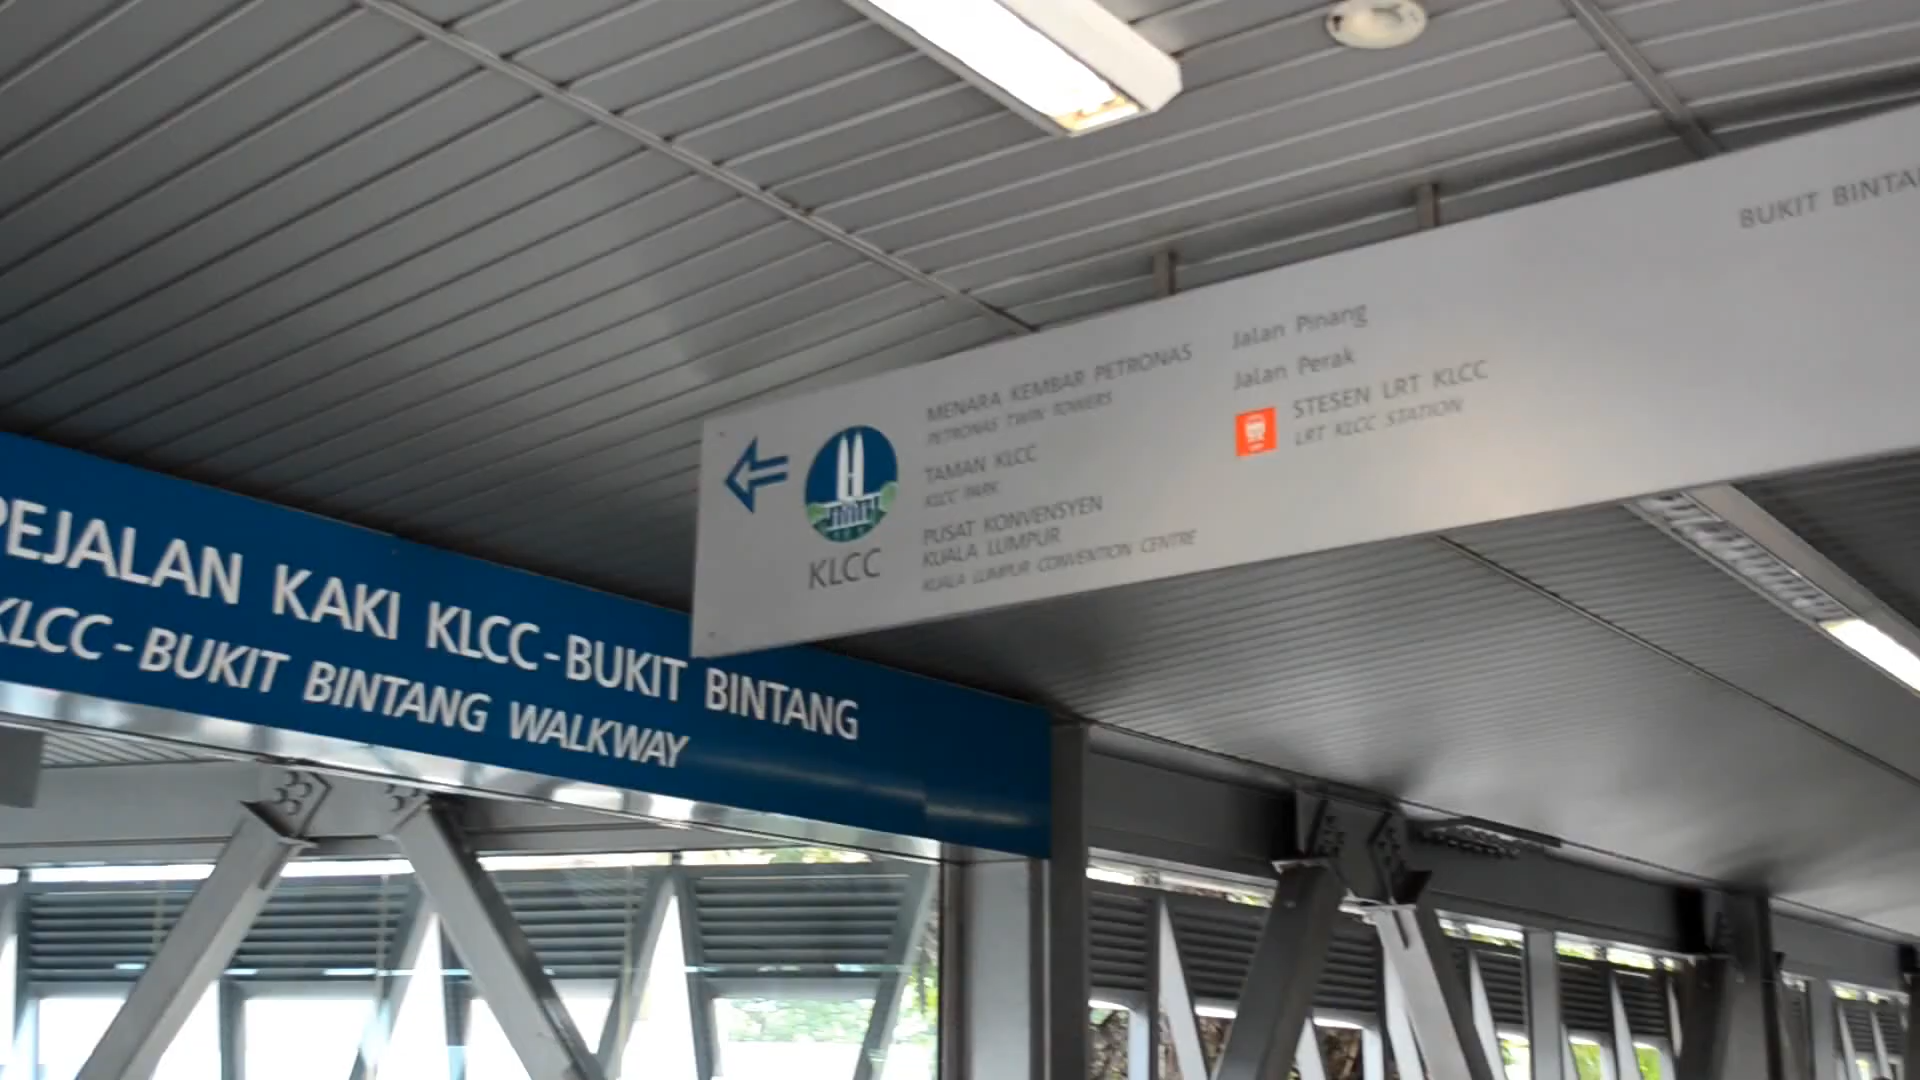 PEJALAN KAKI KLCC-BUKIT BINTANG
KLCC-BUKIT BINTANG WALKWAY
KLCC
MENARA KEMBAR PETRONAS
PETRONAS TWIN TOWERS
TAMAN KLCC
KLCC PARK
PUSAT KONVENSYEN
KUALA LUMPUR
KUALA LUMPUR CONVENTION CENTRE
Jalan Pinang
Jalan Perak
STESEN LRT KLCC
LRT KLCC STATION
BUKIT BINTA